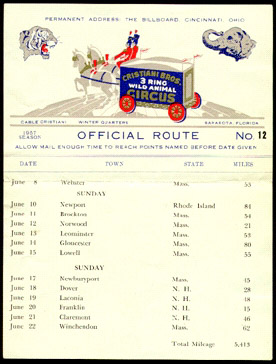 PERMANENT ADDRESS: THE BILLBOARD CINCINNATI, OHIO
CRISTIANI BROS.
3 RING
WILD ANIMAL
CIRCUS
CABLE CRISTIANI WINTER QUARTERS SARASOTA, FLORIDA
1957 SEASON OFFICIAL ROUTE No 12
ALLOW MAIL ENOUGH TIME TO REACH POINTS NAMED BEFORE DATE GIVEN
DATE TOWN STATE MILES
June 8 Webster Mass. 55
SUNDAY
June 10 Newport Rhode Island 81
June 11 Brockton Mass. 54
June 12 Norwood Mass. 21
June 13 Leominster Mass. 53
June 14 Gloucester Mass. 80
June 15 Lowell Mass. 55
SUNDAY
June 17 Newburyport Mass. 45
June 18 Dover N. H. 28
June 19 Laconia N. H. 48
June 20 Franklin N. H. 15
June 21 Claremont N. H. 46
June 22 Winchendon Mass. 62
Total Mileage 5,413